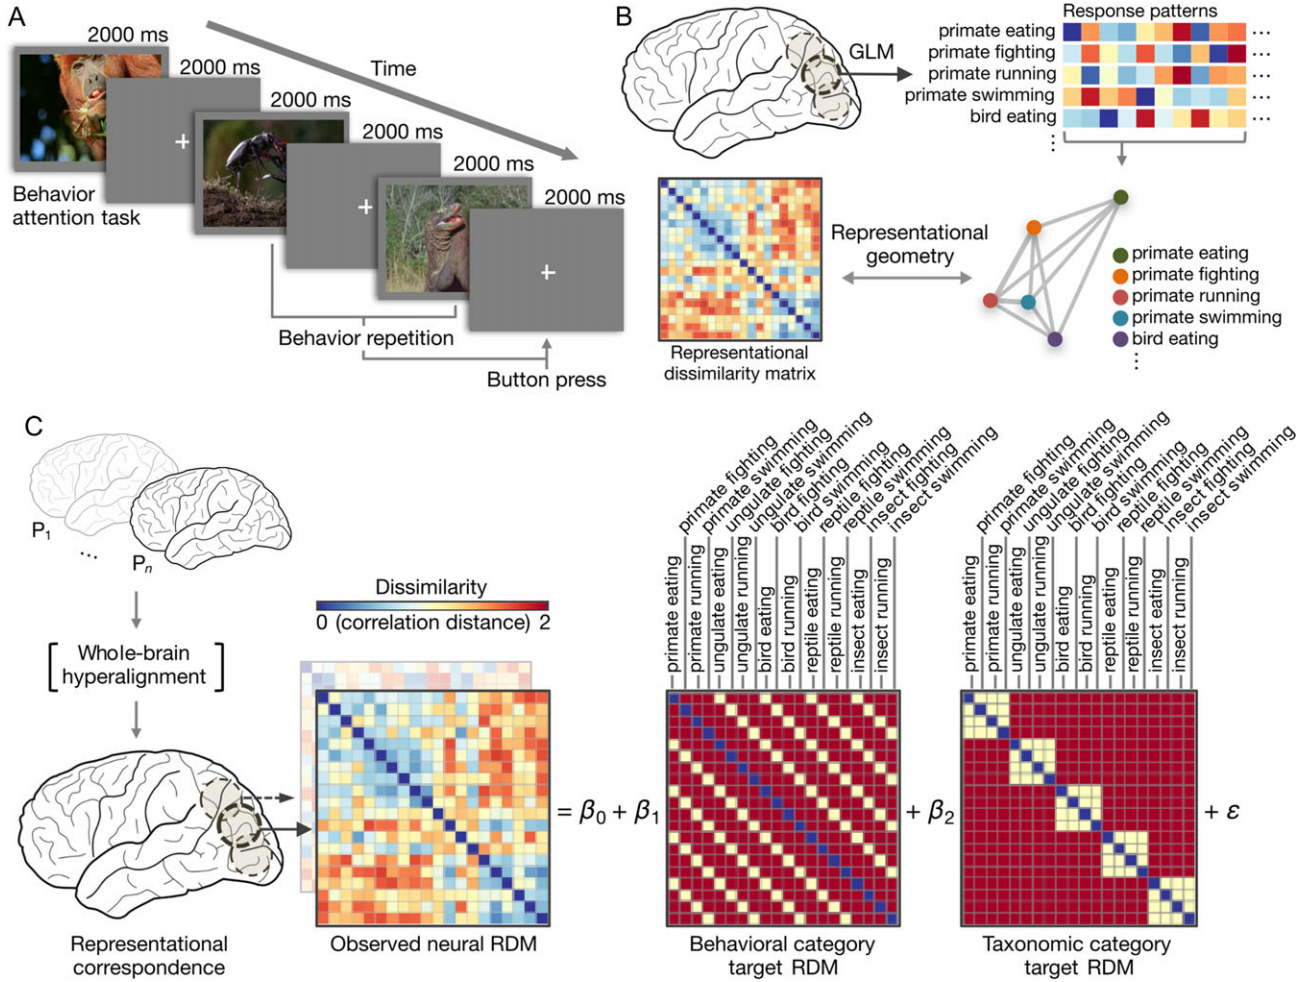 A
2000 ms
2000 ms
2000 ms
2000 ms
2000 ms
2000 ms
Time
Behavior
attention task
Behavior repetition
Button press
B
GLM
Response patterns
primate eating
primate fighting
primate running
primate swimming
bird eating
⋮
...
...
...
...
...
Representational
geometry
primate eating
primate fighting
primate running
primate swimming
bird eating
⋮
Representational
dissimilarity matrix
C
P1
...
Pn
Whole-brain
hyperalignment
Representational
correspondence
Dissimilarity
0 (correlation distance) 2
Observed neural RDM
= β0 + β1
primate eating
primate fighting
primate running
primate swimming
ungulate eating
ungulate fighting
ungulate running
ungulate swimming
bird eating
bird fighting
bird running
bird swimming
reptile eating
reptile fighting
reptile running
reptile swimming
insect eating
insect fighting
insect running
insect swimming
Behavioral category
target RDM
+ β2
primate eating
primate fighting
primate running
primate swimming
ungulate eating
ungulate fighting
ungulate running
ungulate swimming
bird eating
bird fighting
bird running
bird swimming
reptile eating
reptile fighting
reptile running
reptile swimming
insect eating
insect fighting
insect running
insect swimming
Taxonomic category
target RDM
+ ε